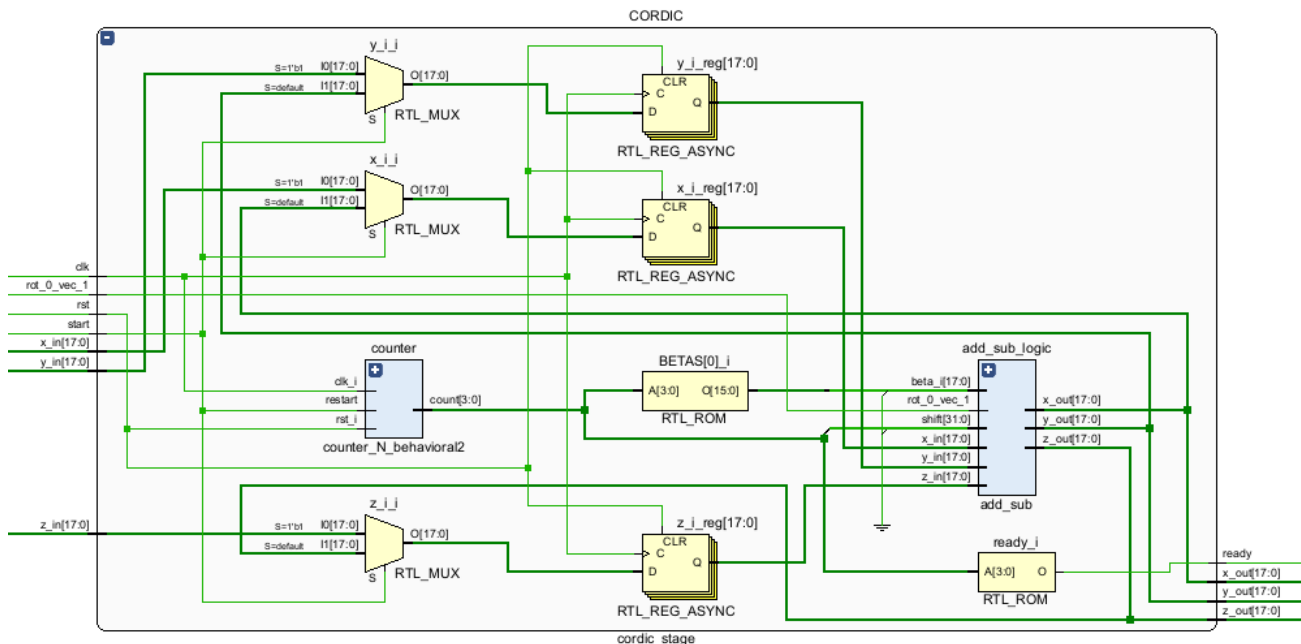 CORDIC
y_i_i
S=1'b1 I0[17:0]
S=default I1[17:0]
O[17:0]
S
RTL_MUX
y_i_reg[17:0]
CLR
C
D
Q
RTL_REG_ASYNC
x_i_i
S=1'b1 I0[17:0]
S=default I1[17:0]
O[17:0]
S
RTL_MUX
x_i_reg[17:0]
CLR
C
D
Q
RTL_REG_ASYNC
clk
rot_0_vec_1
rst
start
x_in[17:0]
y_in[17:0]
counter
clk_i
restart
rst_i
count[3:0]
counter_N_behavioral2
BETAS[0]_i
A[3:0] O[15:0]
RTL_ROM
add_sub_logic
beta_i[17:0]
rot_0_vec_1
shift[31:0]
x_in[17:0]
y_in[17:0]
z_in[17:0]
x_out[17:0]
y_out[17:0]
z_out[17:0]
add_sub
z_in[17:0]
z_i_i
S=1'b1 I0[17:0]
S=default I1[17:0]
O[17:0]
S
RTL_MUX
z_i_reg[17:0]
CLR
C
D
Q
RTL_REG_ASYNC
ready_i
A[3:0] O
RTL_ROM
ready
x_out[17:0]
y_out[17:0]
z_out[17:0]
cordic_stage